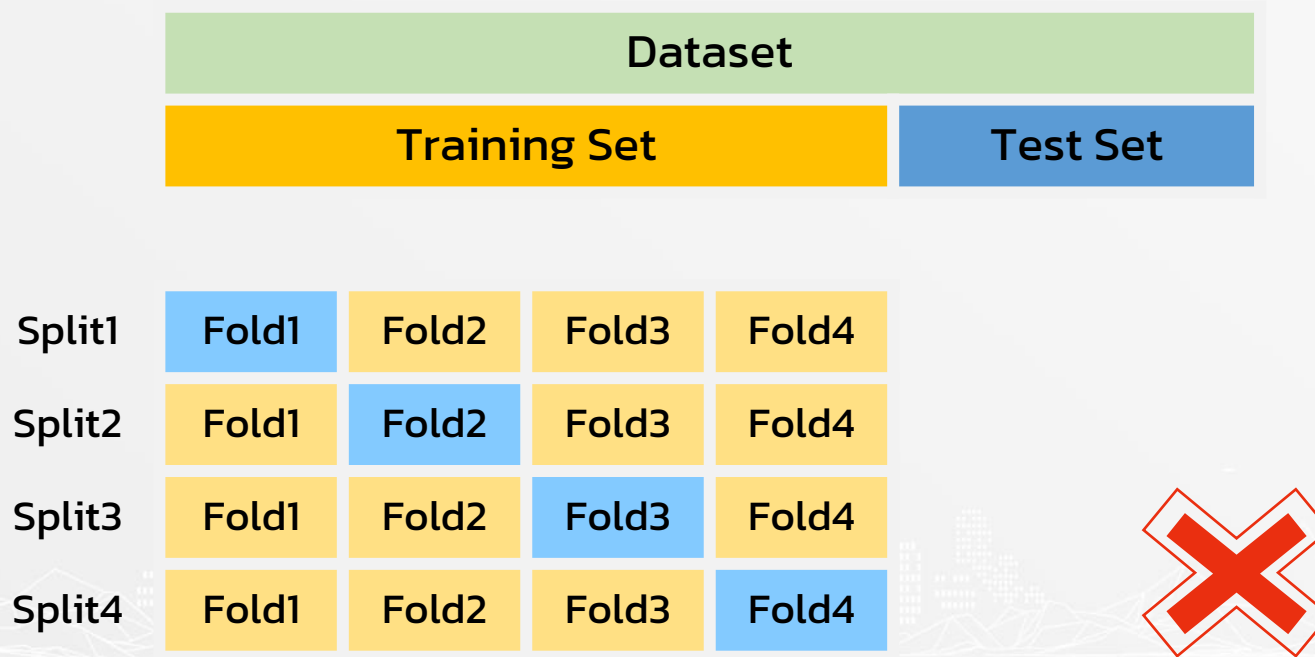 Dataset
Training Set Test Set
Split1 Fold1 Fold2 Fold3 Fold4
Split2 Fold1 Fold2 Fold3 Fold4
Split3 Fold1 Fold2 Fold3 Fold4
Split4 Fold1 Fold2 Fold3 Fold4